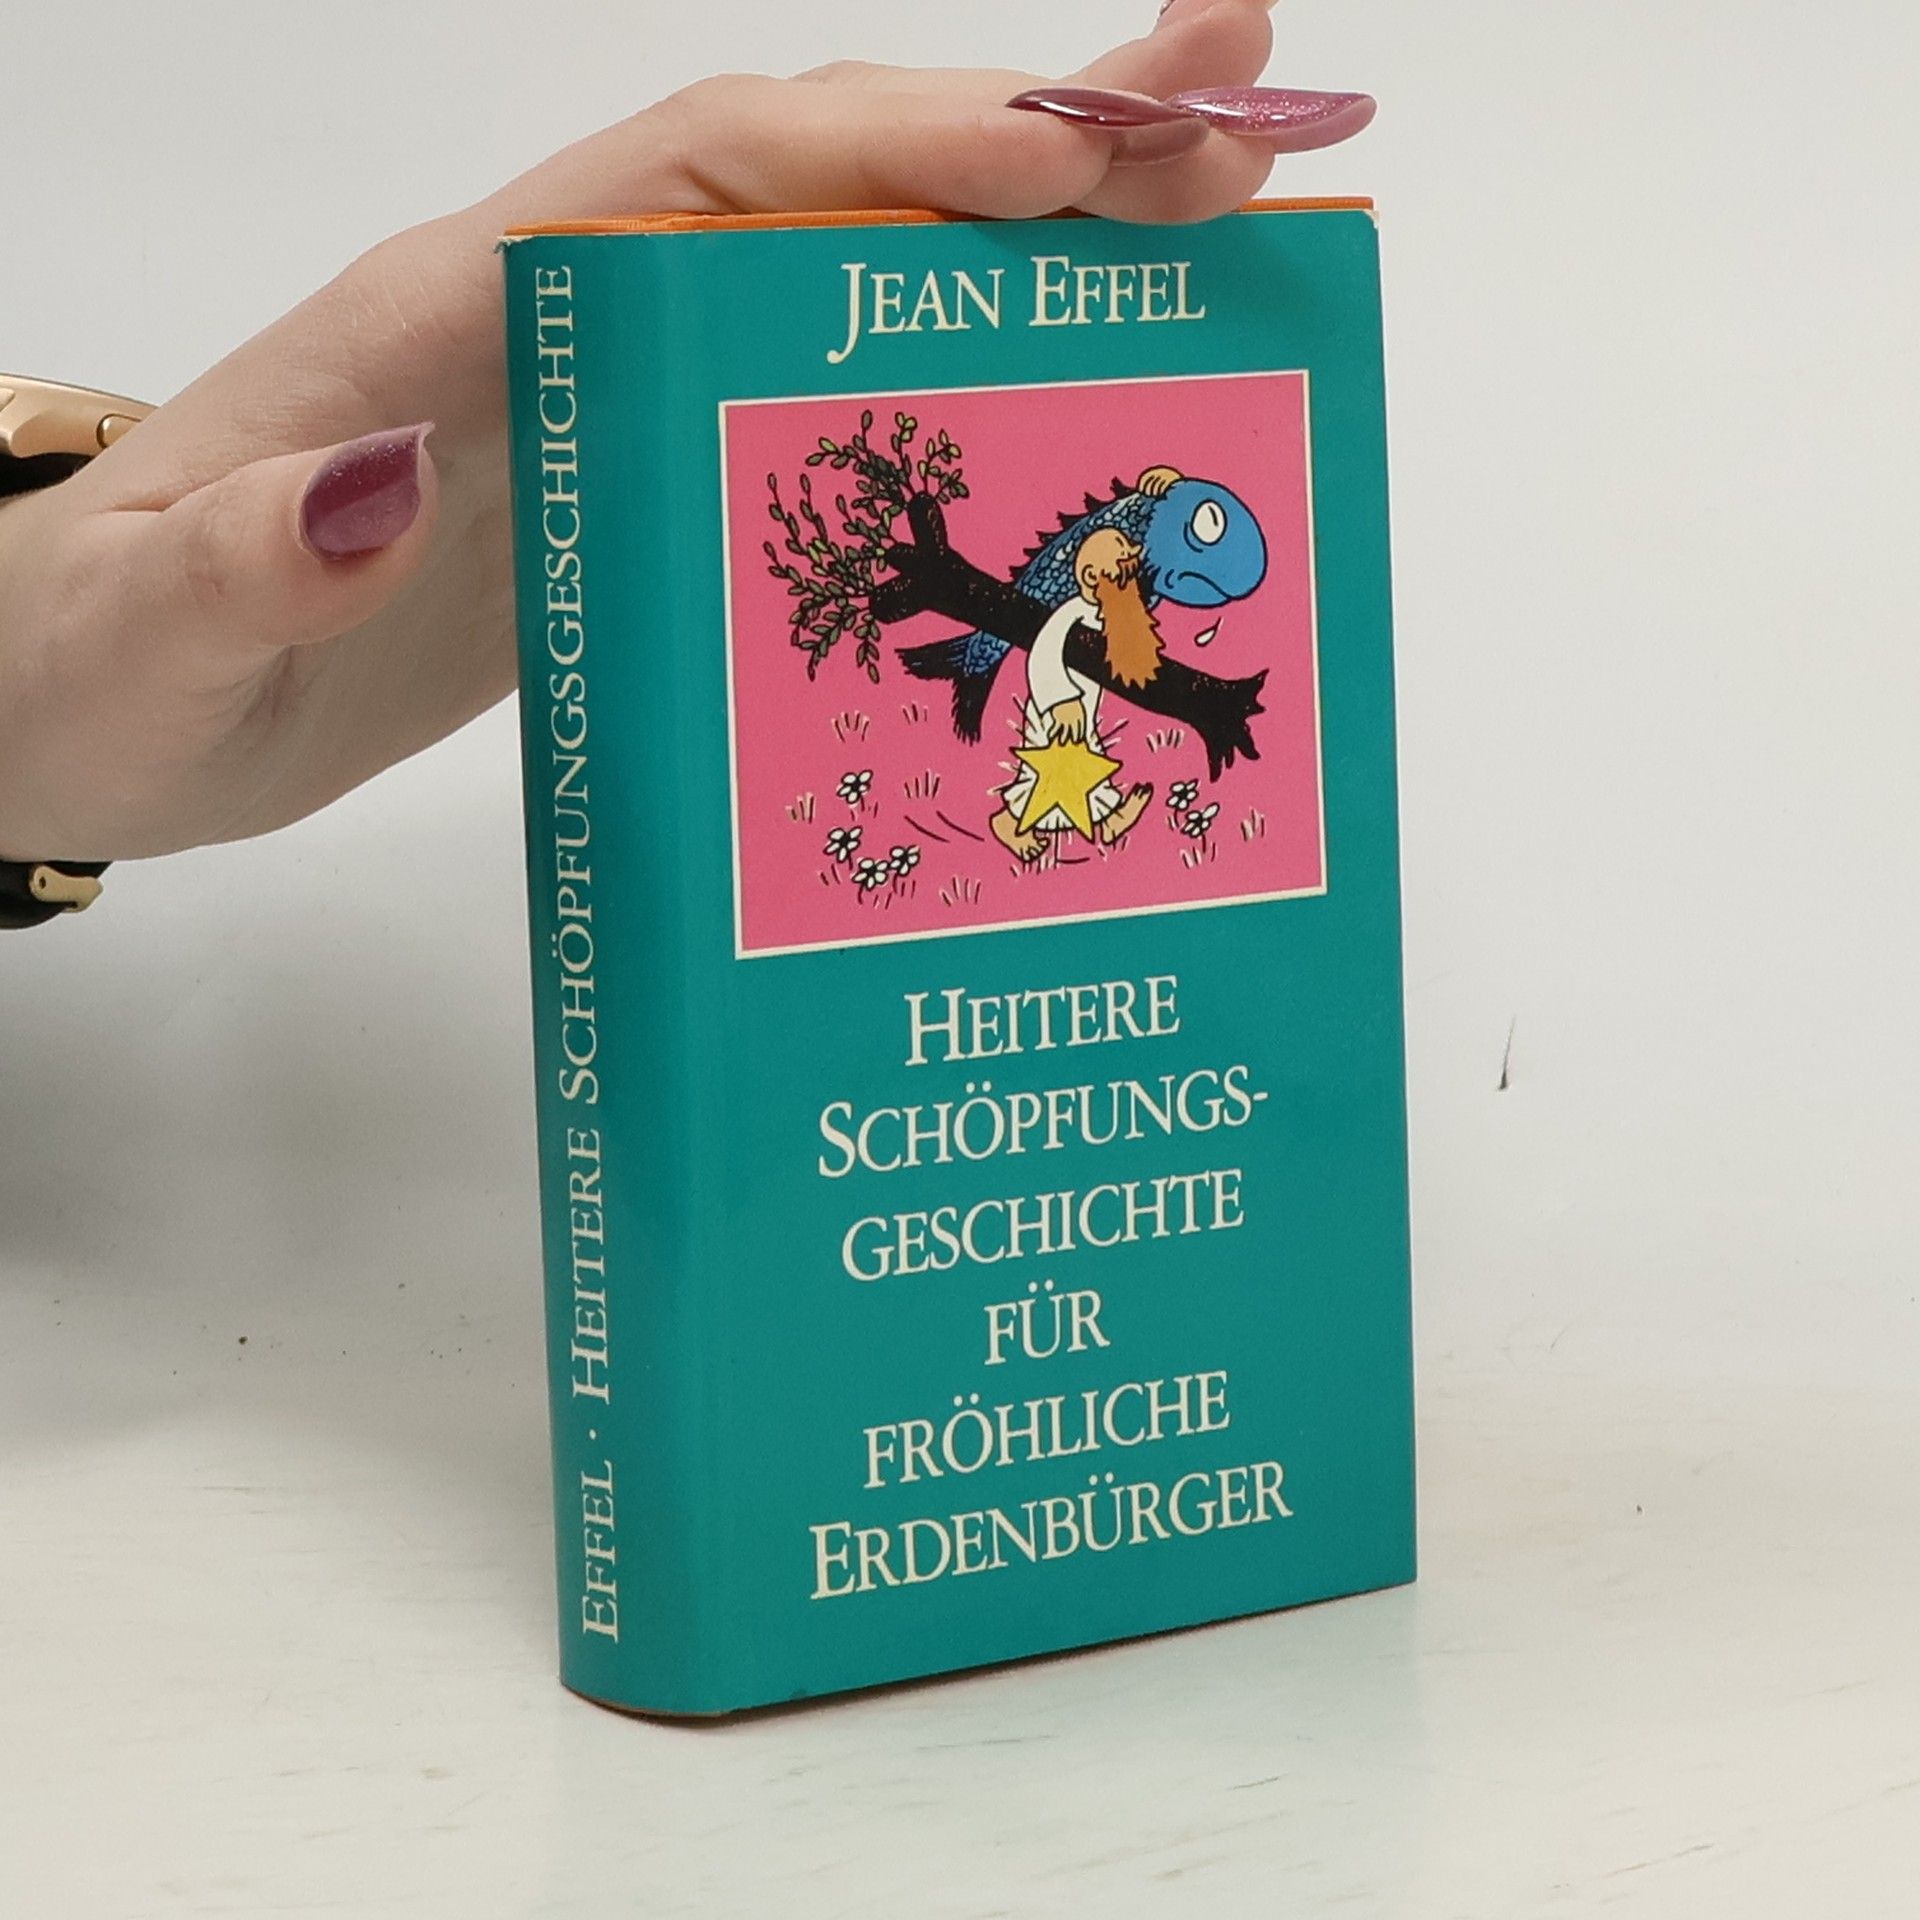 JEAN EFFEL
HEITERE
SCHÖPFUNGS-
GESCHICHTE
FÜR
FRÖHLICHE
ERDENBÜRGER
EFFEL · HEITERE SCHÖPFUNGSGESCHICHTE